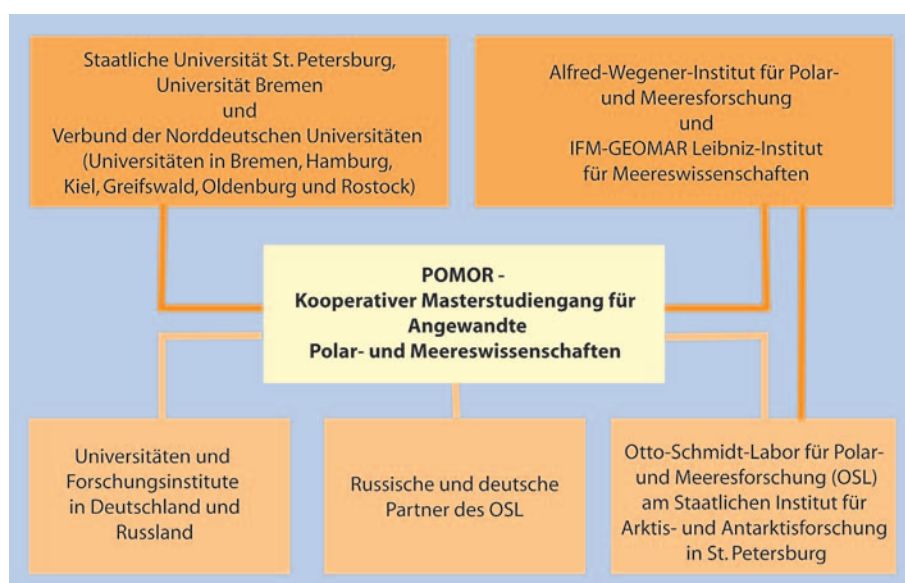 Staatliche Universität St. Petersburg,
Universität Bremen
und
Verbund der Norddeutschen Universitäten
(Universitäten in Bremen, Hamburg,
Kiel, Greifswald, Oldenburg und Rostock)
Alfred-Wegener-Institut für Polar-
und Meeresforschung
und
IFM-GEOMAR Leibniz-Institut
für Meereswissenschaften
POMOR -
Kooperativer Masterstudiengang für
Angewandte
Polar- und Meereswissenschaften
Universitäten und
Forschungsinstitute
in Deutschland und
Russland
Russische und deutsche
Partner des OSL
Otto-Schmidt-Labor für Polar-
und Meeresforschung (OSL)
am Staatlichen Institut für
Arktis- und Antarktisforschung
in St. Petersburg